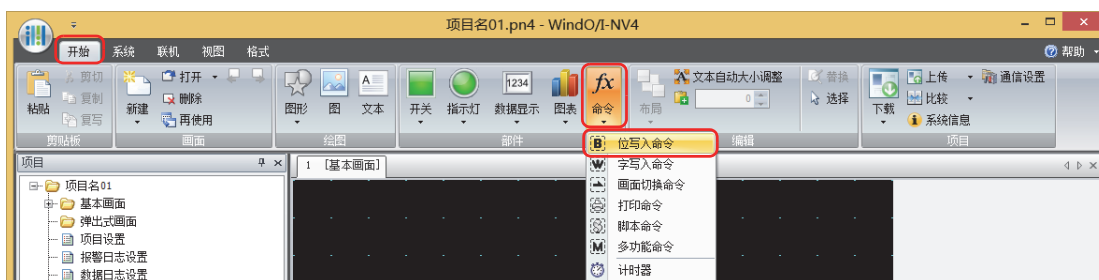 项目名01.pn4 - WindO/I-NV4
开始 系统 联机 视图 格式 帮助
剪切 打开 文本自动大小调整 替换 上传 通信设置
粘贴 复制 新建 删除 图形 图 文本 开关 指示灯 数据显示 图表 命令 布局 0 选择 下载 比较
复写 再使用 系统信息
剪贴板 画面 绘图 部件 编辑 项目
A
1234
fx
项目 1 [基本画面]
B 位写入命令
W 字写入命令
画面切换命令
打印命令
脚本命令
M 多功能命令
计时器
项目名01
基本画面
弹出式画面
项目设置
报警日志设置
数据日志设置